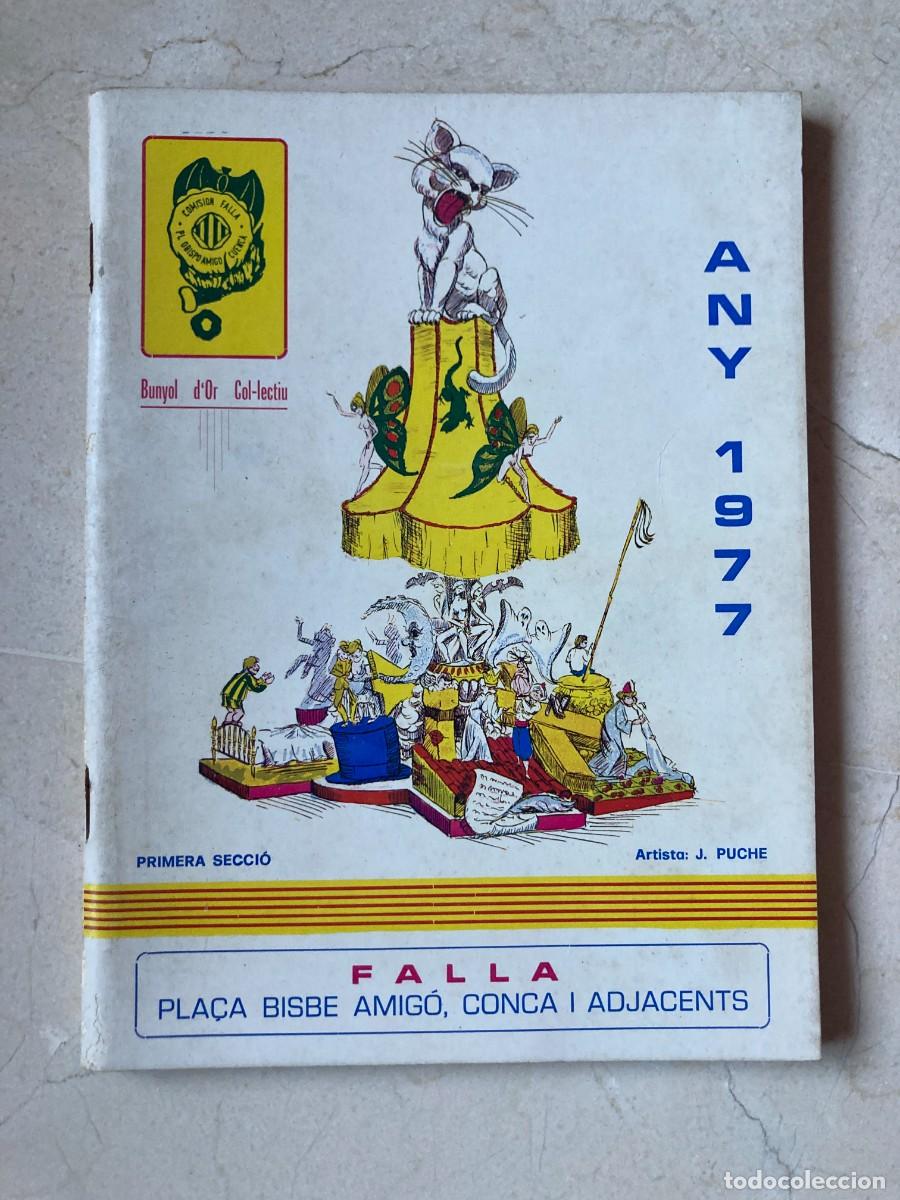 COMISION FALLA
PL. OBISPO AMIGO CUENCA
Bunyol d'Or Col-lectiu
ANY 1977
PRIMERA SECCIÓ
Artista: J. PUCHE
FALLA
PLAÇA BISBE AMIGÓ, CONCA I ADJACENTS
todocoleccion